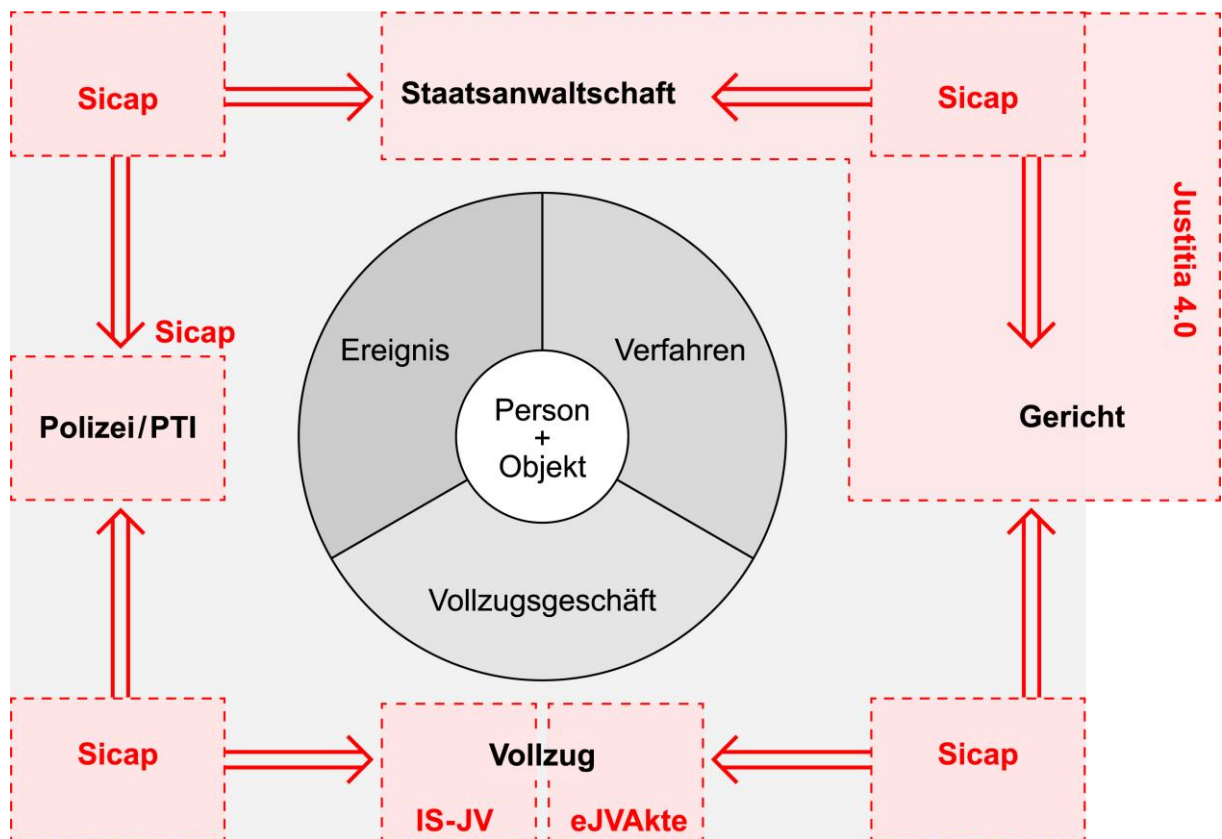 Sicap
Staatsanwaltschaft
Sicap
Justitia 4.0
Sicap
Ereignis
Verfahren
Polizei/PTI
Person
+
Objekt
Gericht
Vollzugsgeschäft
Sicap
Vollzug
Sicap
IS-JV
eJVAkte